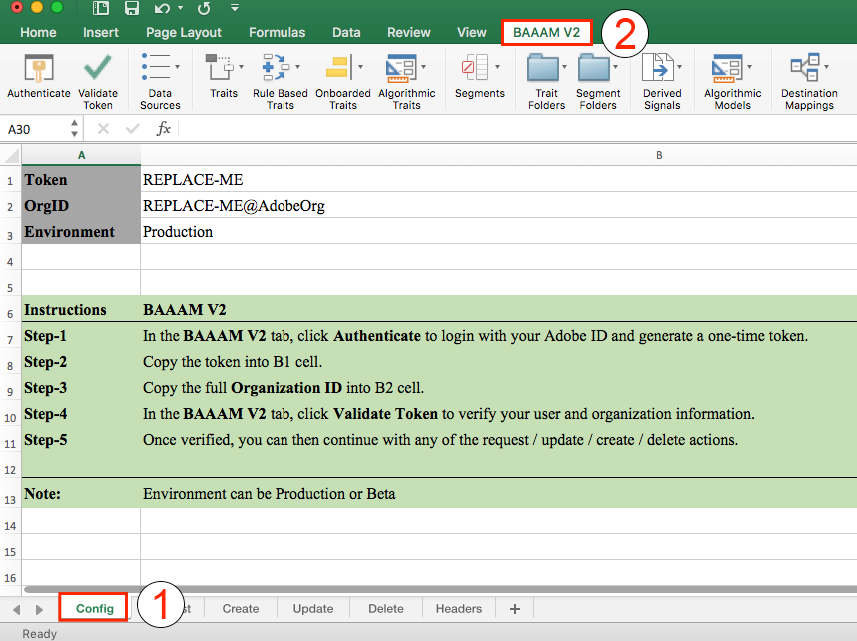 Home Insert Page Layout Formulas Data Review View BAAAM V2 2
Authenticate Validate Token Data Sources Traits Rule Based Traits Onboarded Traits Algorithmic Traits Segments Trait Folders Segment Folders Derived Signals Algorithmic Models Destination Mappings
A30 fx
A B
1 Token REPLACE-ME
2 OrgID REPLACE-ME@AdobeOrg
3 Environment Production
4
5
6 Instructions BAAAM V2
7 Step-1 In the BAAAM V2 tab, click Authenticate to login with your Adobe ID and generate a one-time token.
8 Step-2 Copy the token into B1 cell.
9 Step-3 Copy the full Organization ID into B2 cell.
10 Step-4 In the BAAAM V2 tab, click Validate Token to verify your user and organization information.
11 Step-5 Once verified, you can then continue with any of the request / update / create / delete actions.
12
13 Note: Environment can be Production or Beta
14
15
16
Config 1 Create Update Delete Headers +
Ready